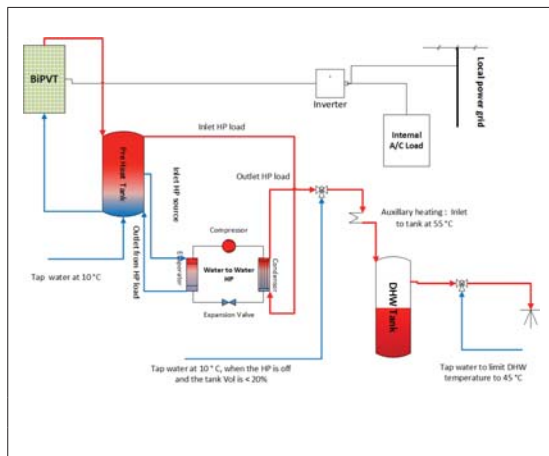 BiPVT
Inverter
Local power grid
Internal
A/C Load
Inlet HP load
Pre Heat Tank
Inlet HP source
Outlet HP load
Outlet from HP load
Compressor
Evaporator
Water to Water
HP
Condensor
Expansion Valve
Tap water at 10 °C
Auxillary heating : Inlet
to tank at 55 °C
DHW Tank
Tap water at 10 ° C, when the HP is off
and the tank Vol is < 20%
Tap water to limit DHW
temperature to 45 °C